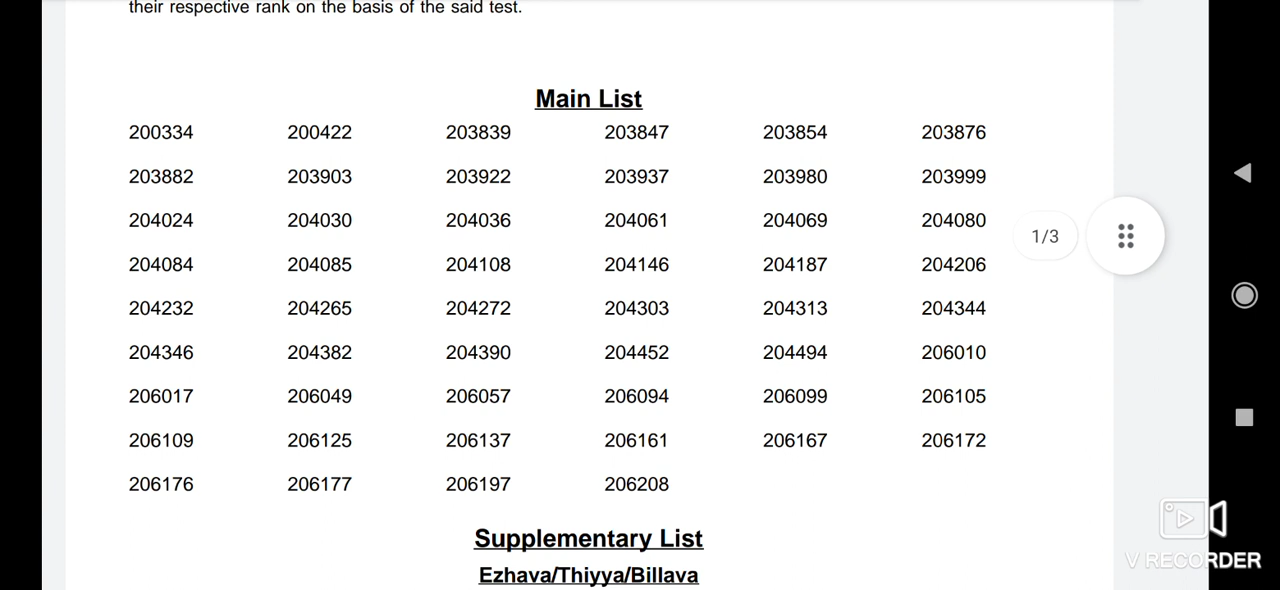 their respective rank on the basis of the said test.
Main List
200334 200422 203839 203847 203854 203876
203882 203903 203922 203937 203980 203999
204024 204030 204036 204061 204069 204080
1/3
204084 204085 204108 204146 204187 204206
204232 204265 204272 204303 204313 204344
204346 204382 204390 204452 204494 206010
206017 206049 206057 206094 206099 206105
206109 206125 206137 206161 206167 206172
206176 206177 206197 206208
Supplementary List
Ezhava/Thiyya/Billava
V RECORDER